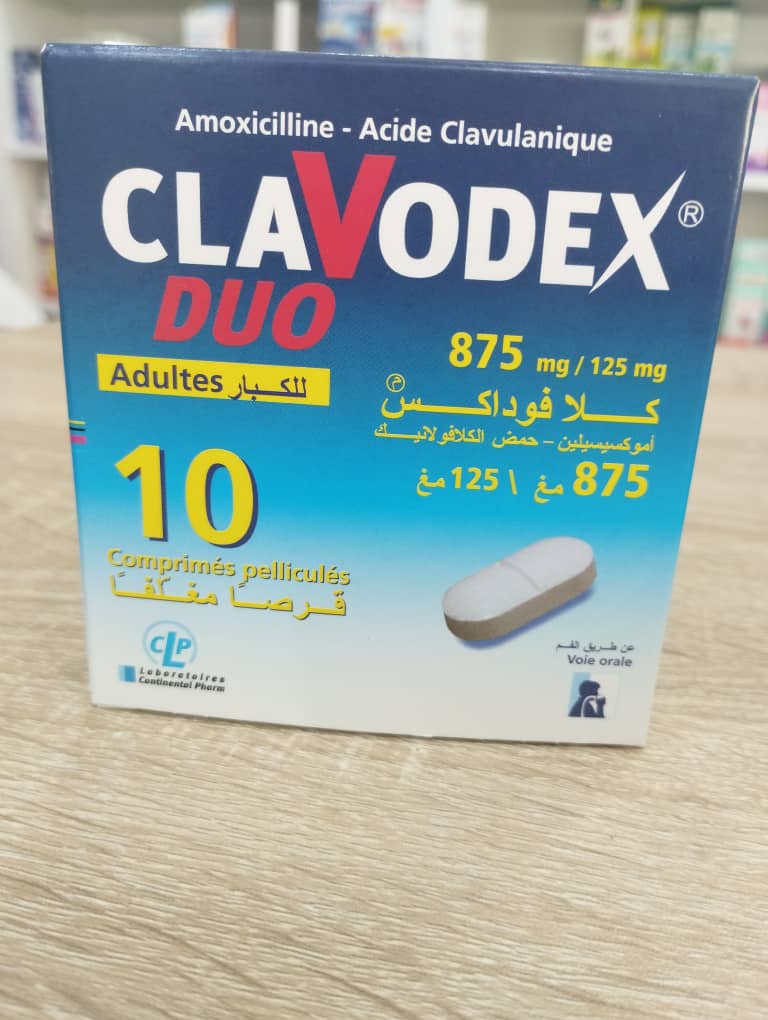 Amoxicilline - Acide Clavulanique
CLAVODEX®
DUO
Adultes للكبار
875 mg / 125 mg
كلا فوداكس م
أموكسيسيلين - حمض الكلافولانيك
875 مغ \ 125 مغ
10
Comprimés pelliculés
قرصا مغلفا
CLP
Laboratoires
Continental Pharm
عن طريق الفم
Voie orale